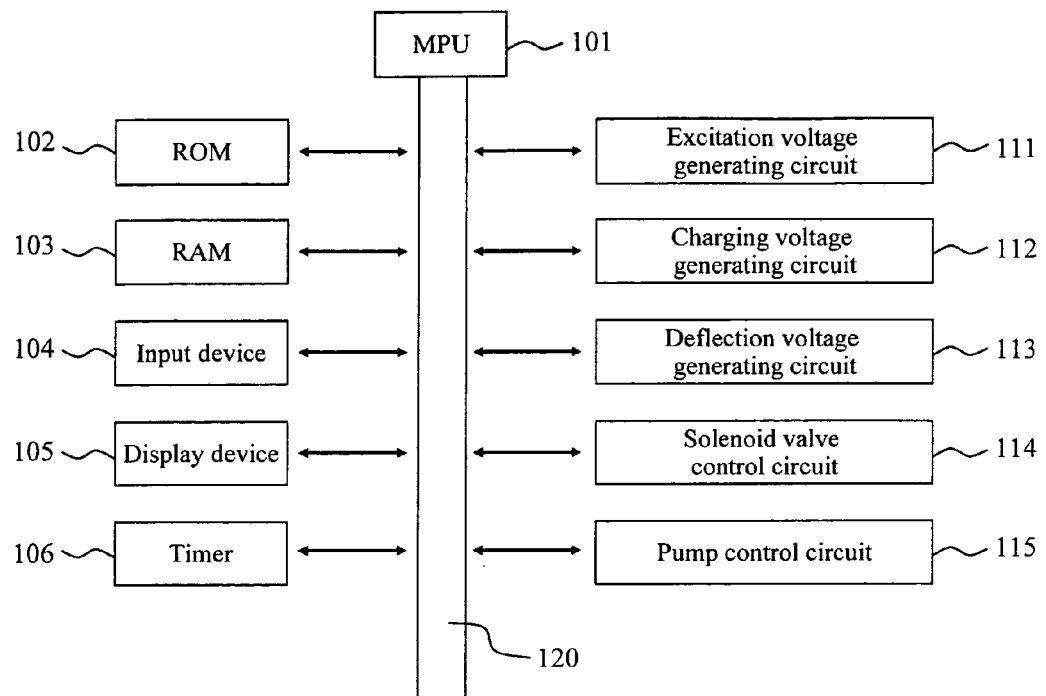 MPU
101
102
ROM
Excitation voltage
generating circuit
111
103
RAM
Charging voltage
generating circuit
112
104
Input device
Deflection voltage
generating circuit
113
105
Display device
Solenoid valve
control circuit
114
106
Timer
Pump control circuit
115
120